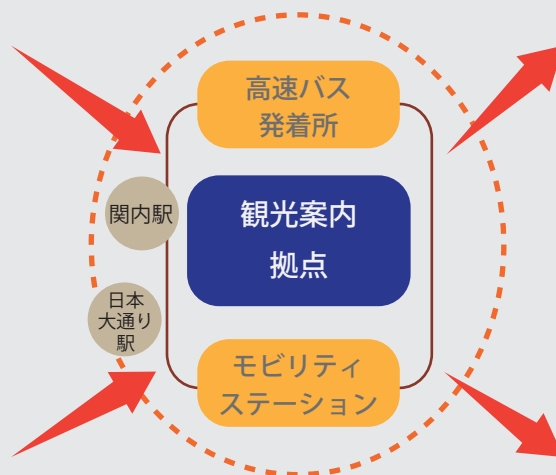 高速バス
発着所
関内駅
観光案内
拠点
日本
大通り
駅
モビリティ
ステーション